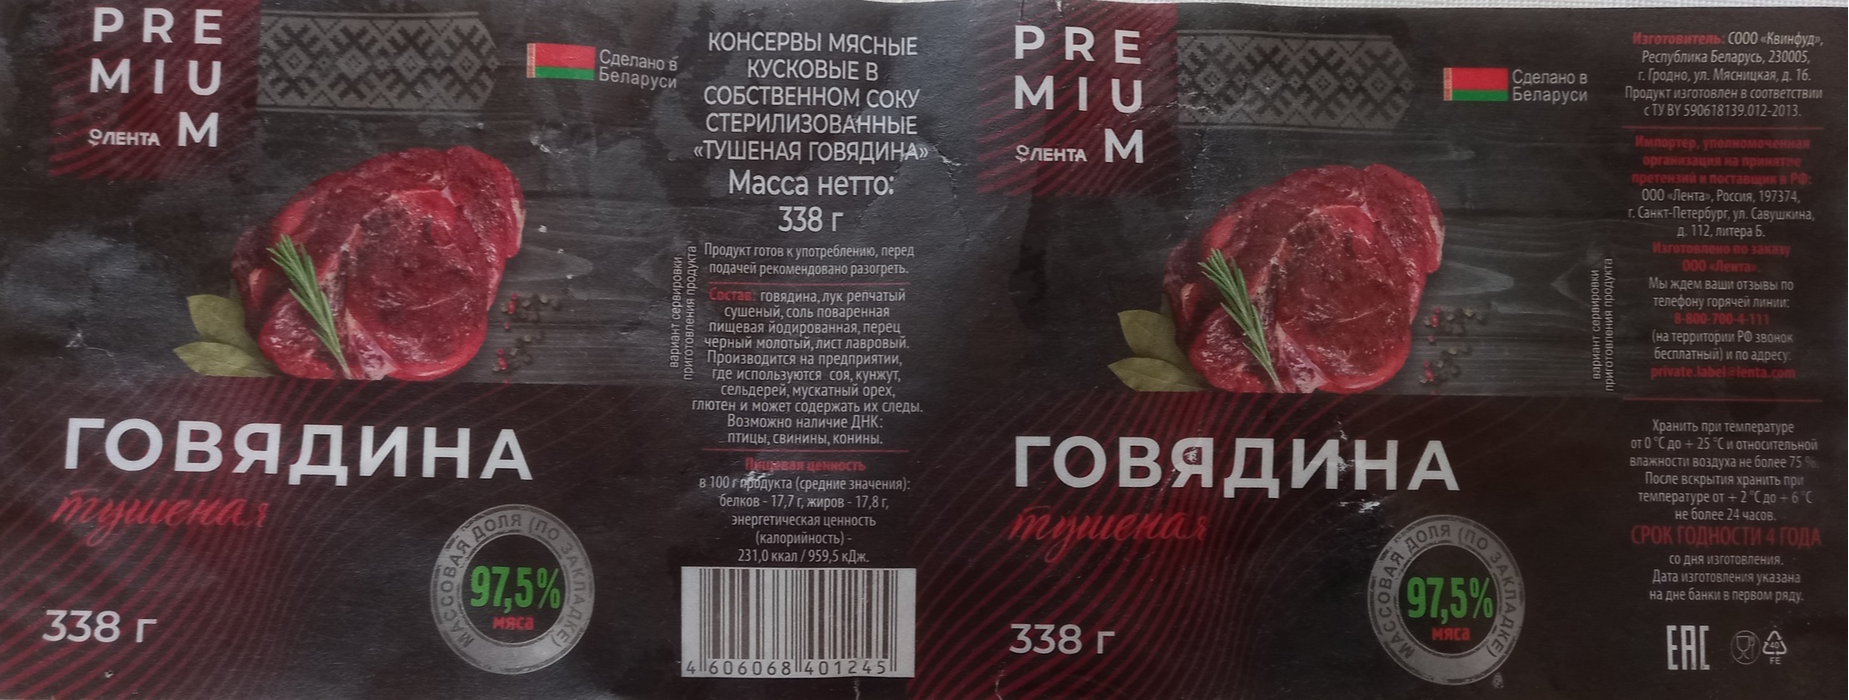 PRE
MIU
M
ЛЕНТА
Сделано в
Беларуси
вариант сервировки
приготовления продукта
ГОВЯДИНА
тушеная
338 г
МАССОВАЯ ДОЛЯ (ПО ЗАКЛАДКЕ)
97,5%
мяса
КОНСЕРВЫ МЯСНЫЕ
КУСКОВЫЕ В
СОБСТВЕННОМ СОКУ
СТЕРИЛИЗОВАННЫЕ
«ТУШЕНАЯ ГОВЯДИНА»
Масса нетто:
338 г
Продукт готов к употреблению, перед
подачей рекомендовано разогреть.
Состав: говядина, лук репчатый
сушеный, соль поваренная
пищевая йодированная, перец
черный молотый, лист лавровый.
Производится на предприятии,
где используются соя, кунжут,
сельдерей, мускатный орех,
глютен и может содержать их следы.
Возможно наличие ДНК:
птицы, свинины, конины.
Пищевая ценность
в 100 г продукта (средние значения):
белков - 17,7 г, жиров - 17,8 г,
энергетическая ценность
(калорийность) -
231,0 ккал / 959,5 кДж.
4 606068 401245
PRE
MIU
M
ЛЕНТА
Сделано в
Беларуси
вариант сервировки
приготовления продукта
ГОВЯДИНА
тушеная
338 г
МАССОВАЯ ДОЛЯ (ПО ЗАКЛАДКЕ)
97,5%
мяса
Изготовитель: СООО «Квинфуд»,
Республика Беларусь, 230005,
г. Гродно, ул. Мясницкая, д. 16.
Продукт изготовлен в соответствии
с ТУ BY 590618139.012-2013.
Импортер, уполномоченная
организация на принятие
претензий и поставщик в РФ:
ООО «Лента», Россия, 197374,
г. Санкт-Петербург, ул. Савушкина,
д. 112, литера Б.
Изготовлено по заказу
ООО «Лента».
Мы ждем ваши отзывы по
телефону горячей линии:
8-800-700-4-111
(на территории РФ звонок
бесплатный) и по адресу:
private.label@lenta.com
Хранить при температуре
от 0 °C до + 25 °C и относительной
влажности воздуха не более 75 %.
После вскрытия хранить при
температуре от + 2 °C до + 6 °C
не более 24 часов.
СРОК ГОДНОСТИ 4 ГОДА
со дня изготовления.
Дата изготовления указана
на дне банки в первом ряду.
EAC
40
FE